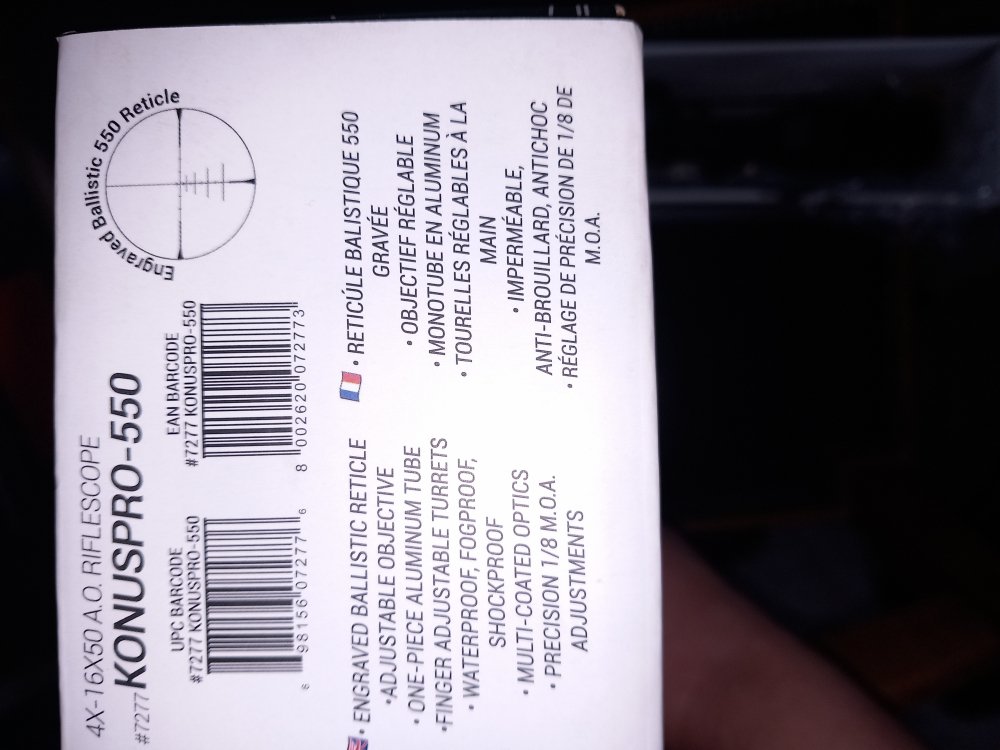 4X-16X50 A.O. RIFLESCOPE
#7277 KONUSPRO-550
UPC BARCODE
#7277 KONUSPRO-550
6 98156 07277 6
EAN BARCODE
#7277 KONUSPRO-550
8 002620 072773
Engraved Ballistic 550 Reticle
• ENGRAVED BALLISTIC RETICLE
• ADJUSTABLE OBJECTIVE
• ONE-PIECE ALUMINUM TUBE
•FINGER ADJUSTABLE TURRETS
• WATERPROOF, FOGPROOF,
SHOCKPROOF
• MULTI-COATED OPTICS
• PRECISION 1/8 M.O.A.
ADJUSTMENTS
• RETICÚLE BALISTIQUE 550
GRAVÉE
• OBJECTIEF RÉGLABLE
• MONOTUBE EN ALUMINUM
• TOURELLES RÉGLABLES À LA
MAIN
• IMPERMÉABLE,
ANTI-BROUILLARD, ANTICHOC
• RÉGLAGE DE PRÉCISION DE 1/8 DE
M.O.A.